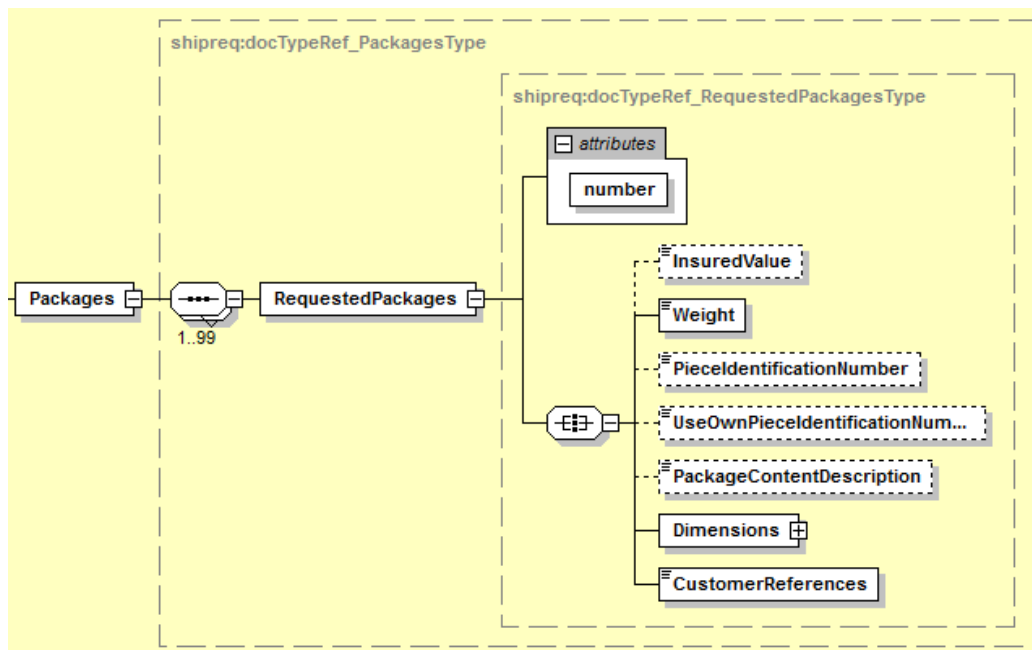 shipreq:docTypeRef_PackagesType
shipreq:docTypeRef_RequestedPackagesType
attributes
number
InsuredValue
Packages
RequestedPackages
Weight
1..99
PieceIdentificationNumber
UseOwnPieceIdentificationNum...
PackageContentDescription
Dimensions
CustomerReferences